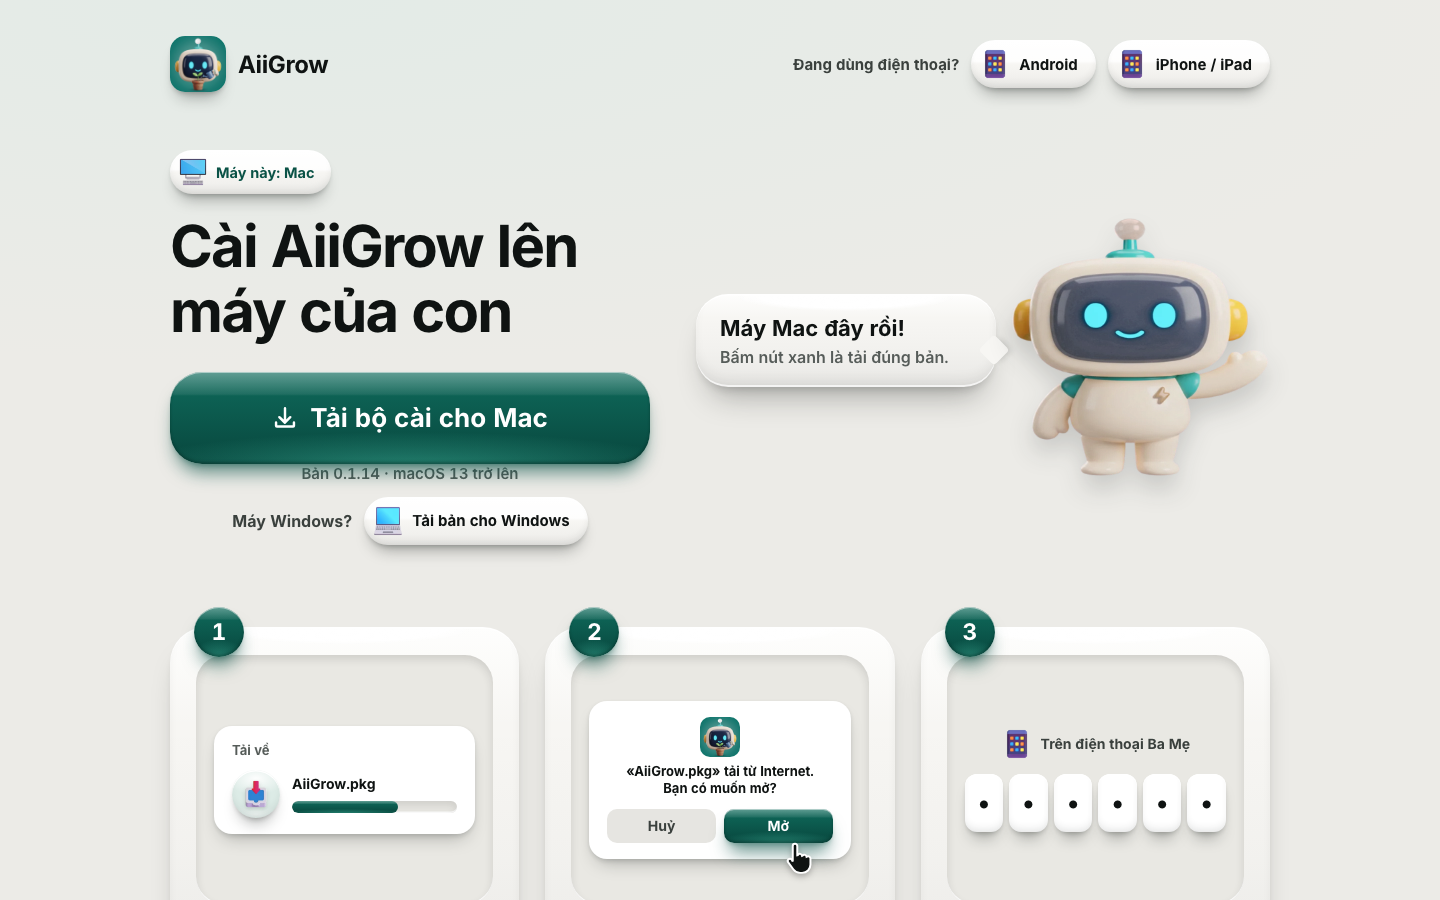 AiiGrow
Đang dùng điện thoại?
Android
iPhone / iPad
Máy này: Mac
Cài AiiGrow lên
máy của con
Máy Mac đây rồi!
Bấm nút xanh là tải đúng bản.
Tải bộ cài cho Mac
Bản 0.1.14 · macOS 13 trở lên
Máy Windows?
Tải bản cho Windows
1
Tải về
AiiGrow.pkg
2
«AiiGrow.pkg» tải từ Internet.
Bạn có muốn mở?
Huỷ
Mở
3
Trên điện thoại Ba Mẹ